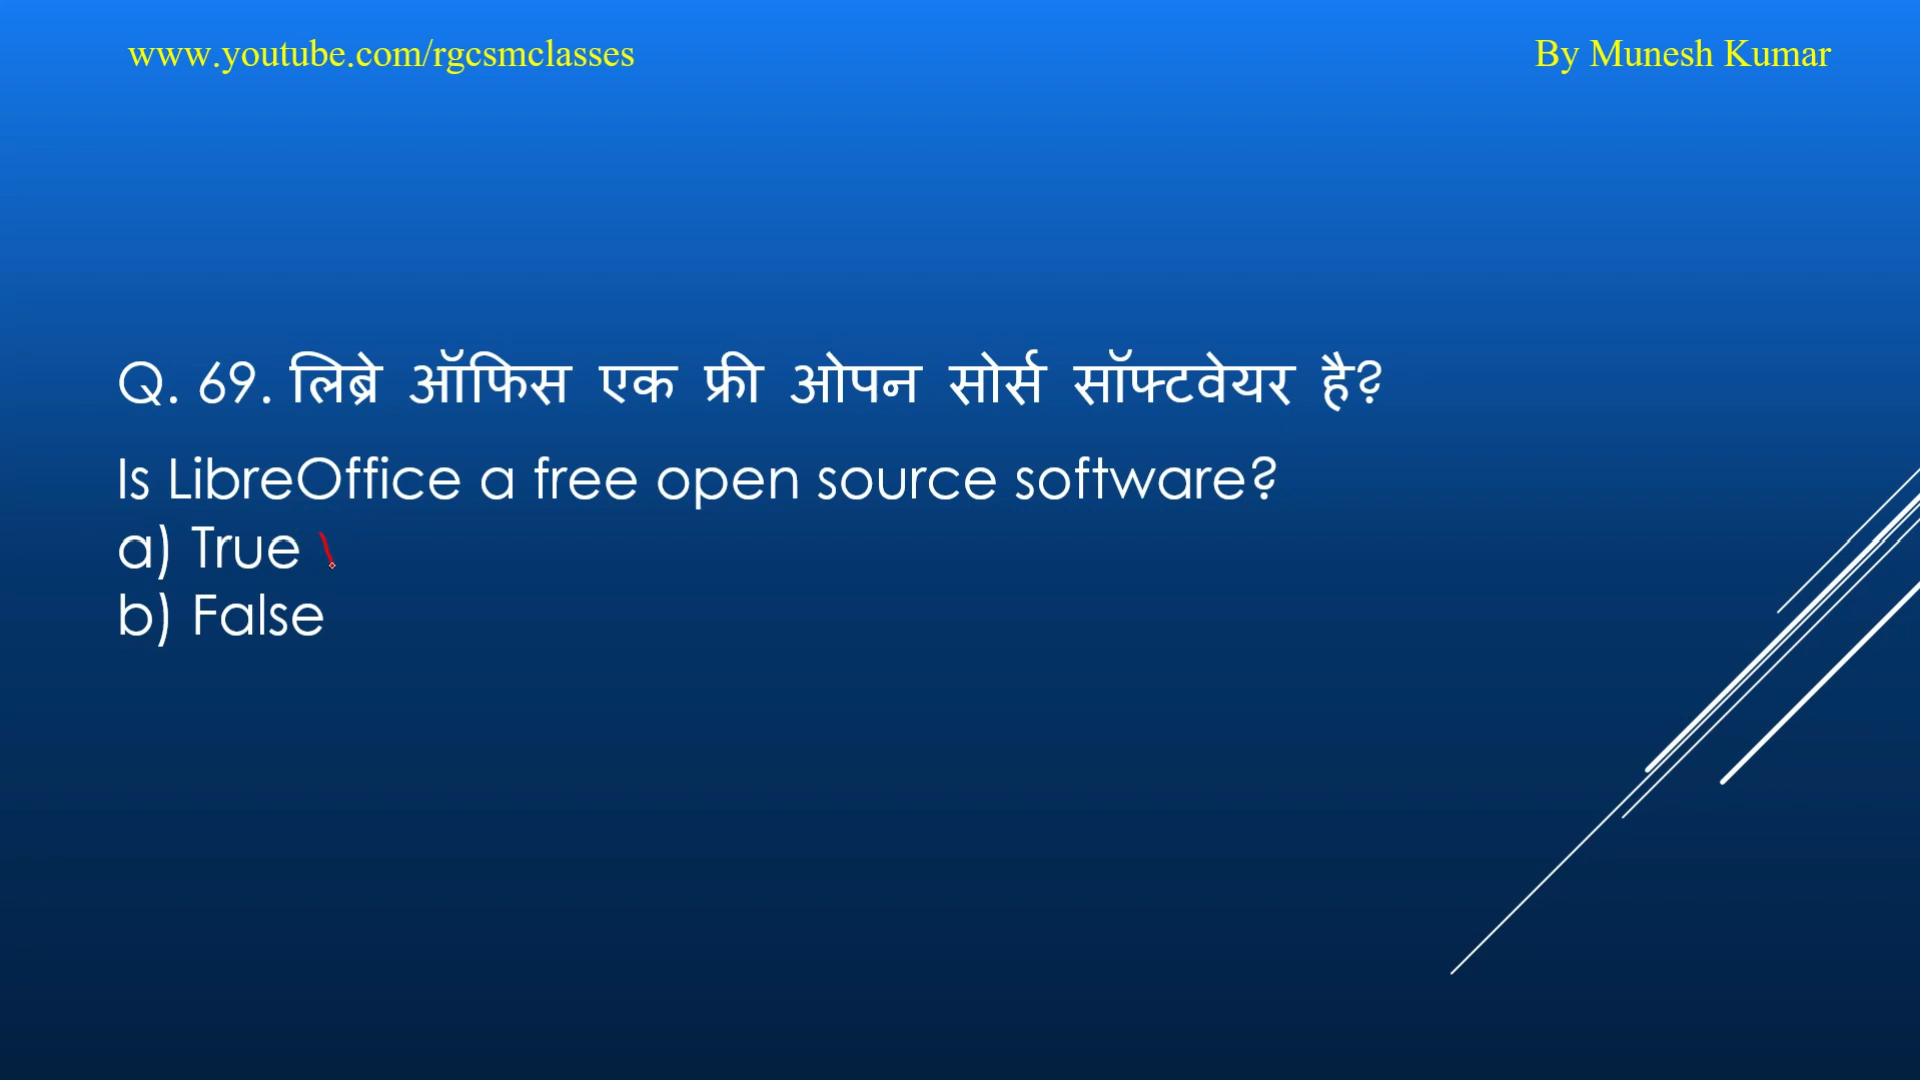 www.youtube.com/rgcsmclasses
By Munesh Kumar
Q. 69. लिब्रे ऑफिस एक फ्री ओपन सोर्स सॉफ्टवेयर है?
Is LibreOffice a free open source software?
a) True
b) False